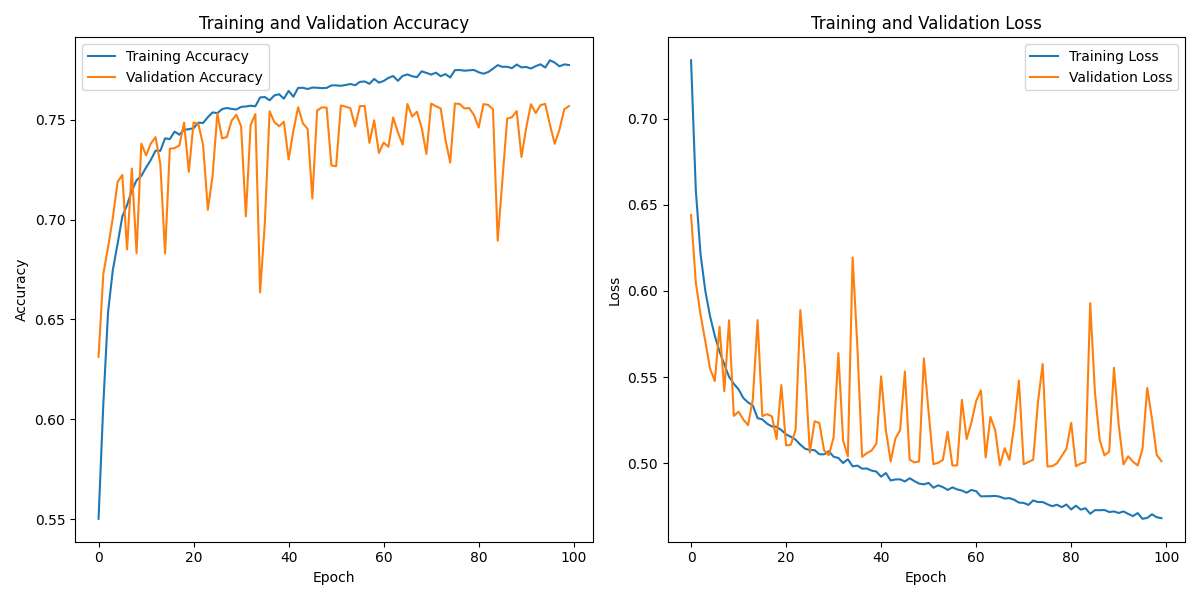 Training and Validation Accuracy
Training Accuracy
Validation Accuracy
0.75
0.70
0.65
0.60
0.55
Accuracy
0 20 40 60 80 100
Epoch
Training and Validation Loss
Training Loss
Validation Loss
0.70
0.65
0.60
0.55
0.50
Loss
0 20 40 60 80 100
Epoch